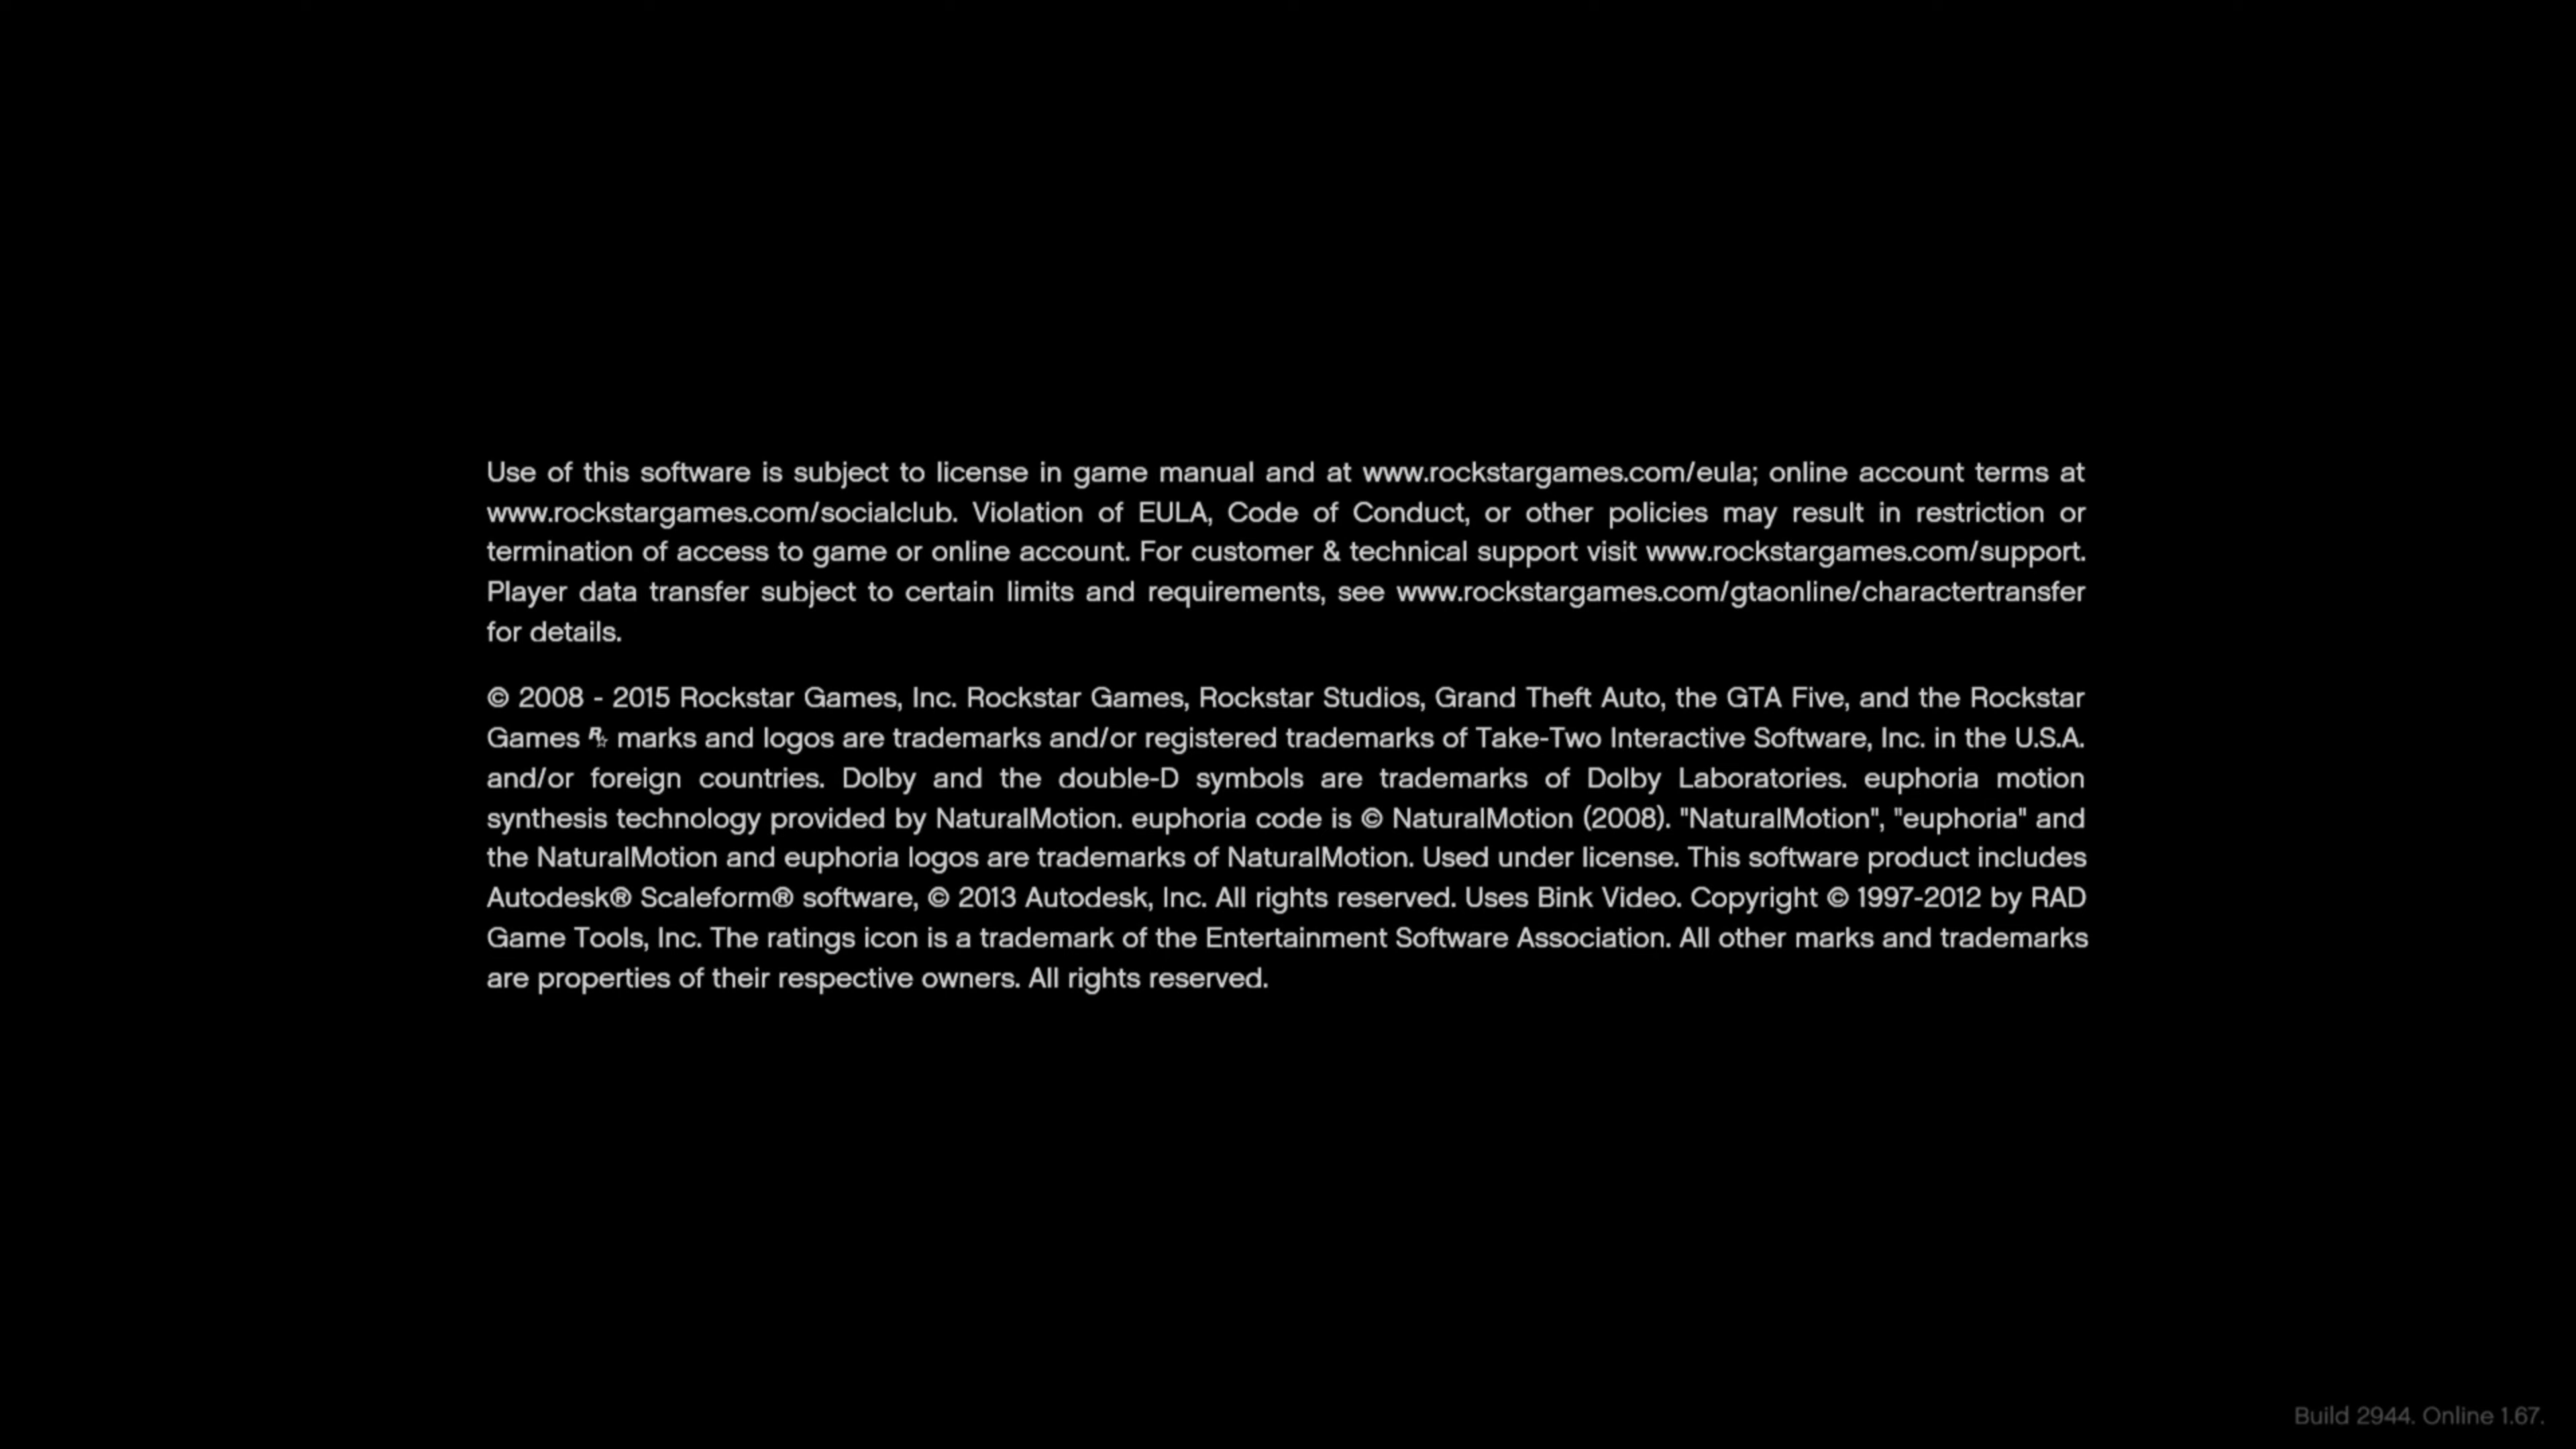 Use of this software is subject to license in game manual and at www.rockstargames.com/eula; online account terms at
www.rockstargames.com/socialclub. Violation of EULA, Code of Conduct, or other policies may result in restriction or
termination of access to game or online account. For customer & technical support visit www.rockstargames.com/support.
Player data transfer subject to certain limits and requirements, see www.rockstargames.com/gtaonline/charactertransfer
for details.
© 2008 - 2015 Rockstar Games, Inc. Rockstar Games, Rockstar Studios, Grand Theft Auto, the GTA Five, and the Rockstar
Games R☆ marks and logos are trademarks and/or registered trademarks of Take-Two Interactive Software, Inc. in the U.S.A.
and/or foreign countries. Dolby and the double-D symbols are trademarks of Dolby Laboratories. euphoria motion
synthesis technology provided by NaturalMotion. euphoria code is © NaturalMotion (2008). "NaturalMotion", "euphoria" and
the NaturalMotion and euphoria logos are trademarks of NaturalMotion. Used under license. This software product includes
Autodesk® Scaleform® software, © 2013 Autodesk, Inc. All rights reserved. Uses Bink Video. Copyright © 1997-2012 by RAD
Game Tools, Inc. The ratings icon is a trademark of the Entertainment Software Association. All other marks and trademarks
are properties of their respective owners. All rights reserved.
Build 2944. Online 1.67.